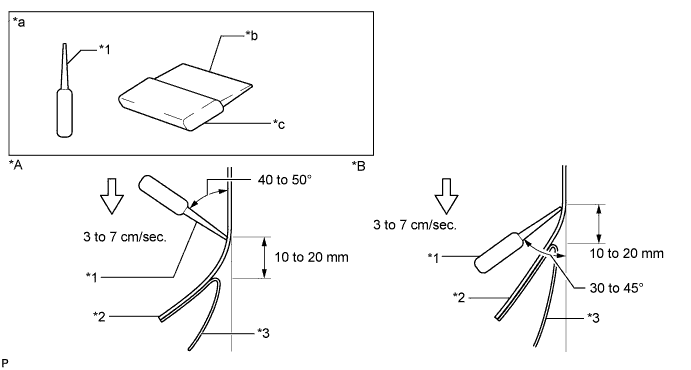 *a
*1
*b
*c
*A
*B
40 to 50°
3 to 7 cm/sec.
*1
10 to 20 mm
*2
*3
3 to 7 cm/sec.
*1
10 to 20 mm
30 to 45°
*2
*3
P